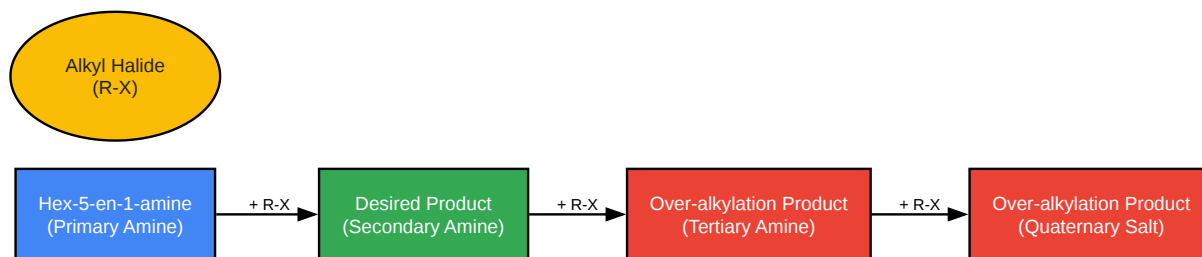 Alkyl Halide
(R-X)
Hex-5-en-1-amine
(Primary Amine)
+ R-X
Desired Product
(Secondary Amine)
+ R-X
Over-alkylation Product
(Tertiary Amine)
+ R-X
Over-alkylation Product
(Quaternary Salt)